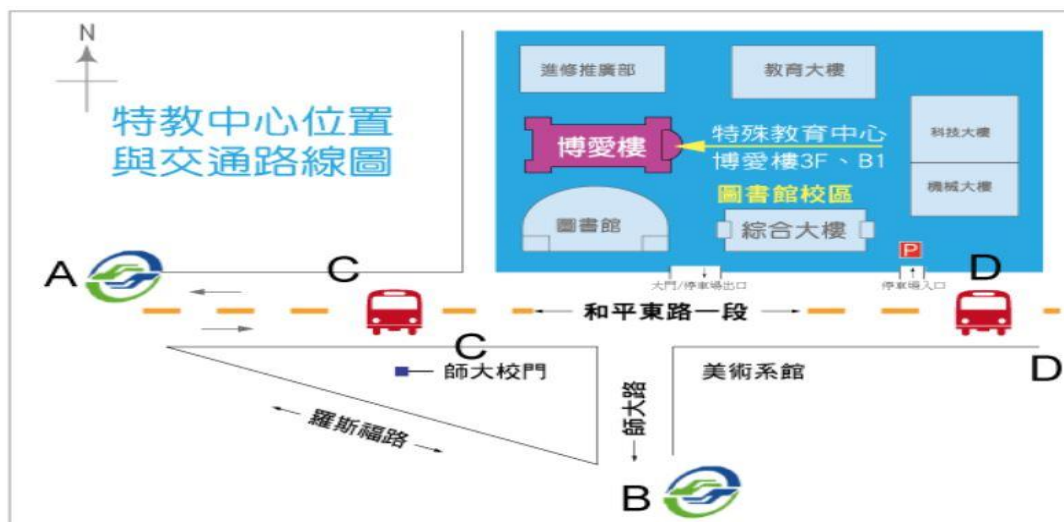 N
特教中心位置
與交通路線圖
進修推廣部
教育大樓
博愛樓
特殊教育中心
博愛樓3F、B1
科技大樓
機械大樓
圖書館校區
圖書館
綜合大樓
P
A
C
D
大門/停車場出口
停車場入口
和平東路一段
C
師大校門
美術系館
D
師大路
羅斯福路
B